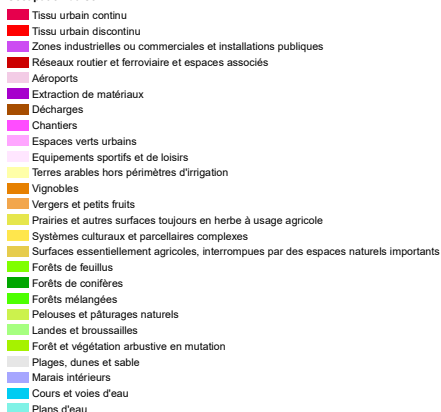 Tissu urbain continu
Tissu urbain discontinu
Zones industrielles ou commerciales et installations publiques
Réseaux routier et ferroviaire et espaces associés
Aéroports
Extraction de matériaux
Décharges
Chantiers
Espaces verts urbains
Equipements sportifs et de loisirs
Terres arables hors périmètres d'irrigation
Vignobles
Vergers et petits fruits
Prairies et autres surfaces toujours en herbe à usage agricole
Systèmes culturaux et parcellaires complexes
Surfaces essentiellement agricoles, interrompues par des espaces naturels importants
Forêts de feuillus
Forêts de conifères
Forêts mélangées
Pelouses et pâturages naturels
Landes et broussailles
Forêt et végétation arbustive en mutation
Plages, dunes et sable
Marais intérieurs
Cours et voies d'eau
Plans d'eau